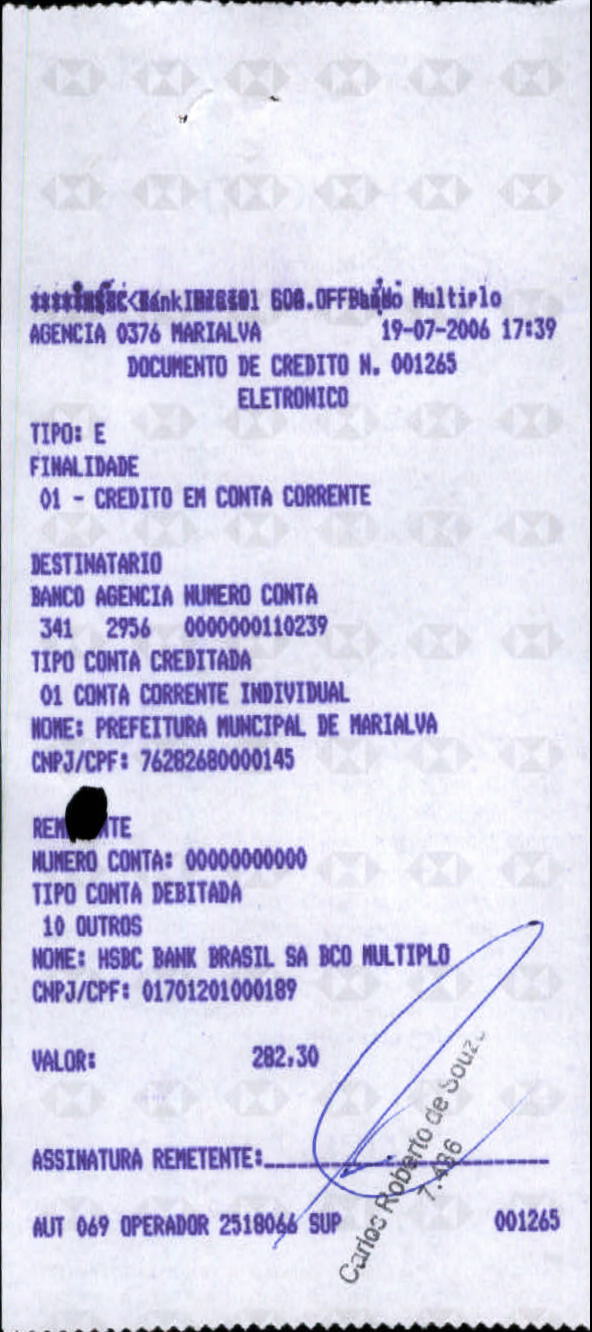 Bank Multiplo
AGENCIA 0376 MARIALVA 19-07-2006 17:39
DOCUMENTO DE CREDITO N. 001265
ELETRONICO
TIPO: E
FINALIDADE
01 - CREDITO EM CONTA CORRENTE
DESTINATARIO
BANCO AGENCIA NUMERO CONTA
341 2956 0000000110239
TIPO CONTA CREDITADA
01 CONTA CORRENTE INDIVIDUAL
NOME: PREFEITURA MUNCIPAL DE MARIALVA
CNPJ/CPF: 76282680000145
NUMERO CONTA: 00000000000
TIPO CONTA DEBITADA
10 OUTROS
NOME: HSBC BANK BRASIL SA BCO MULTIPLO
CNPJ/CPF: 01701201000189
VALOR: 282,30
ASSINATURA REMETENTE:
Carlos Roberto de Souza
7.486
AUT 069 OPERADOR 2518066 SUP 001265